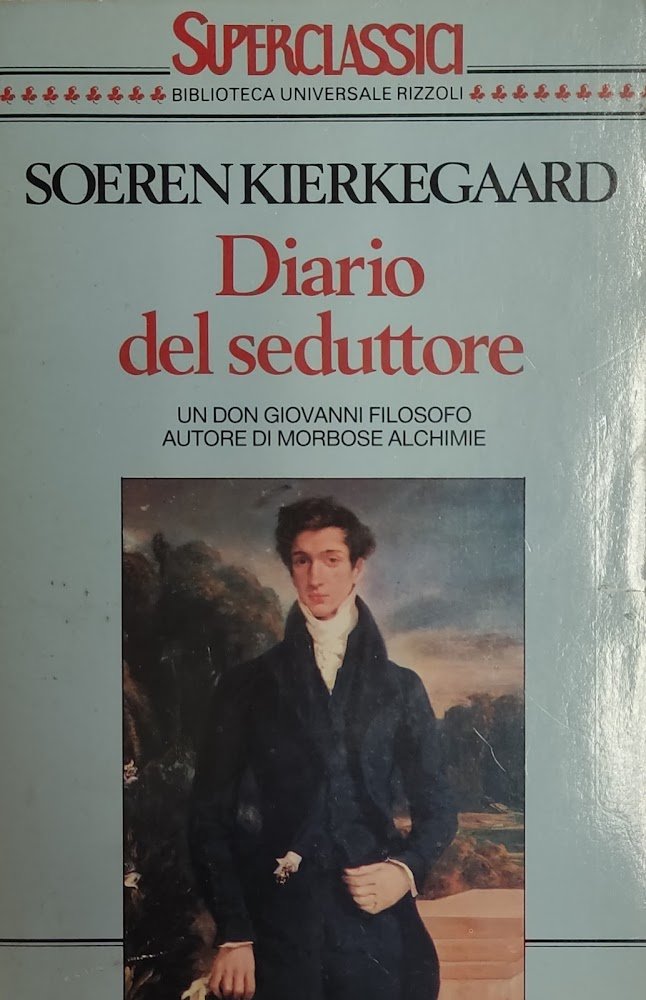 SUPERCLASSICI
BIBLIOTECA UNIVERSALE RIZZOLI
SOEREN KIERKEGAARD
Diario
del seduttore
UN DON GIOVANNI FILOSOFO
AUTORE DI MORBOSE ALCHIMIE